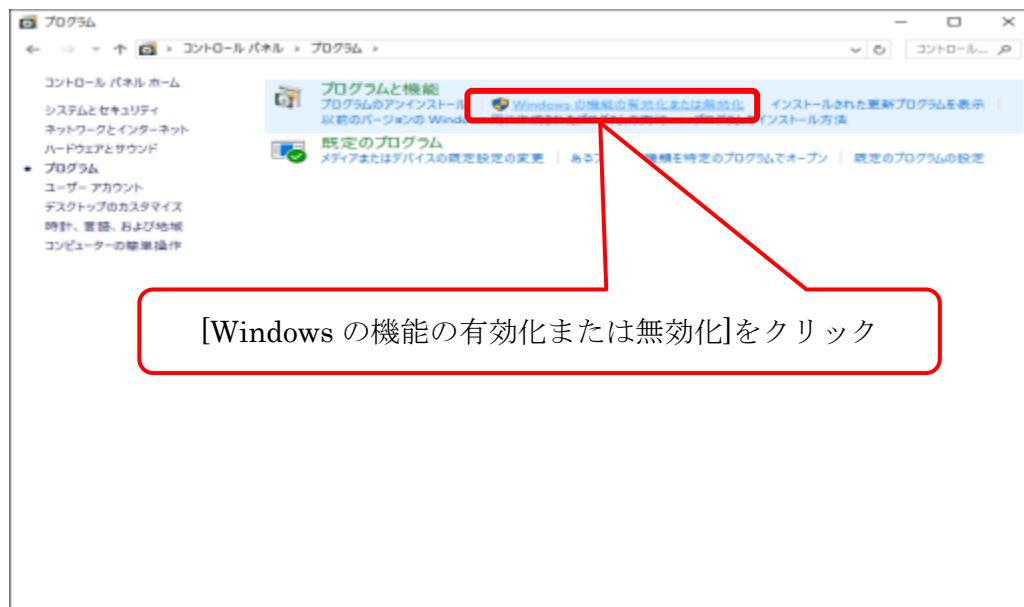 プログラム
コントロール パネル › プログラム ›
コントロール...
コントロール パネル ホーム
システムとセキュリティ
ネットワークとインターネット
ハードウェアとサウンド
プログラム
ユーザー アカウント
デスクトップのカスタマイズ
時計、言語、および地域
コンピューターの簡単操作
プログラムと機能
プログラムのアンインストール Windows の機能の有効化または無効化 インストールされた更新プログラムを表示
以前のバージョンの Windo プログラムのインストール方法
既定のプログラム
メディアまたはデバイスの既定設定の変更 ある 種類を特定のプログラムでオープン 既定のプログラムの設定
[Windows の機能の有効化または無効化]をクリック